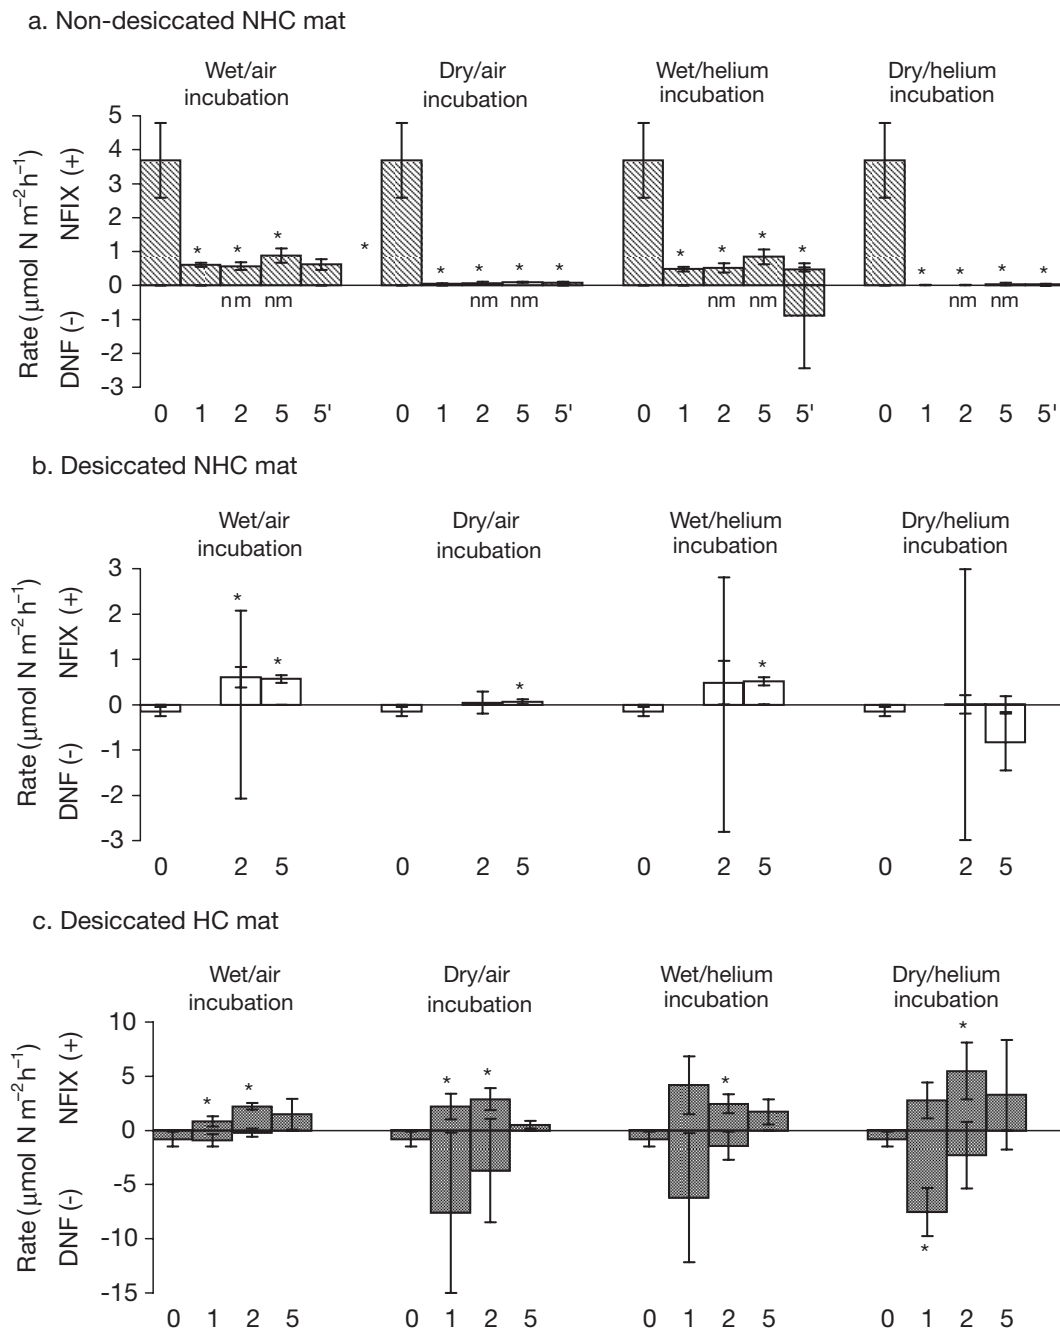 a. Non-desiccated NHC mat
Wet/air Dry/air Wet/helium Dry/helium
incubation incubation incubation incubation
Rate (μmol N m⁻²h⁻¹)
DNF (-) NFIX (+)
5
4
3
2
1
0
-1
-2
-3
* * * * * * * * * * * * * * * *
nm nm nm nm nm nm nm nm
0 1 2 5 5' 0 1 2 5 5' 0 1 2 5 5' 0 1 2 5 5'
b. Desiccated NHC mat
Wet/air Dry/air Wet/helium Dry/helium
incubation incubation incubation incubation
Rate (μmol N m⁻²h⁻¹)
DNF (-) NFIX (+)
3
2
1
0
-1
-2
-3
* * * *
0 2 5 0 2 5 0 2 5 0 2 5
c. Desiccated HC mat
Wet/air Dry/air Wet/helium Dry/helium
incubation incubation incubation incubation
Rate (μmol N m⁻²h⁻¹)
DNF (-) NFIX (+)
10
5
0
-5
-10
-15
* * * * * *
*
0 1 2 5 0 1 2 5 0 1 2 5 0 1 2 5